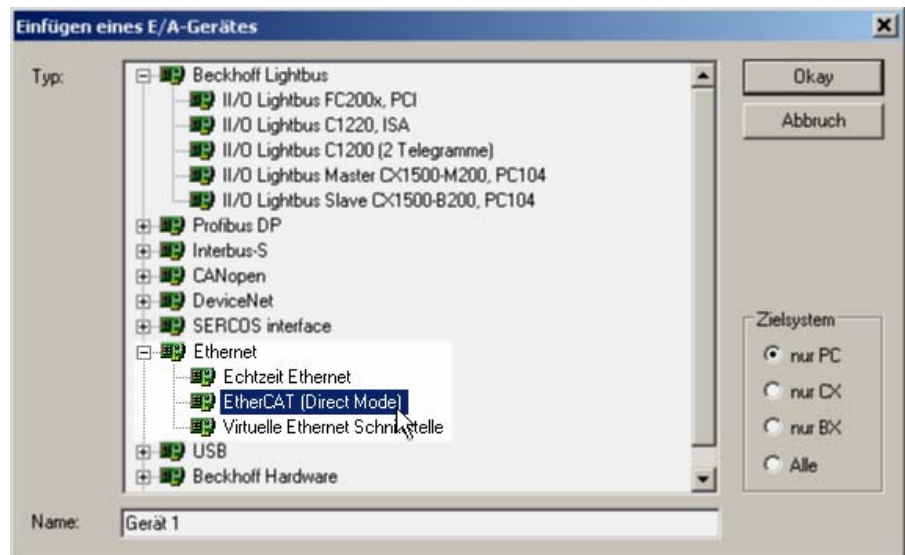 Einfügen eines E/A-Gerätes
Typ:
Beckhoff Lightbus
II/O Lightbus FC200x, PCI
II/O Lightbus C1220, ISA
II/O Lightbus C1200 (2 Telegramme)
II/O Lightbus Master CX1500-M200, PC104
II/O Lightbus Slave CX1500-B200, PC104
Profibus DP
Interbus-S
CANopen
DeviceNet
SERCOS interface
Ethernet
Echtzeit Ethernet
EtherCAT (Direct Mode)
Virtuelle Ethernet Schnittstelle
USB
Beckhoff Hardware
Okay
Abbruch
Zielsystem
nur PC
nur CX
nur BX
Alle
Name:
Gerät 1